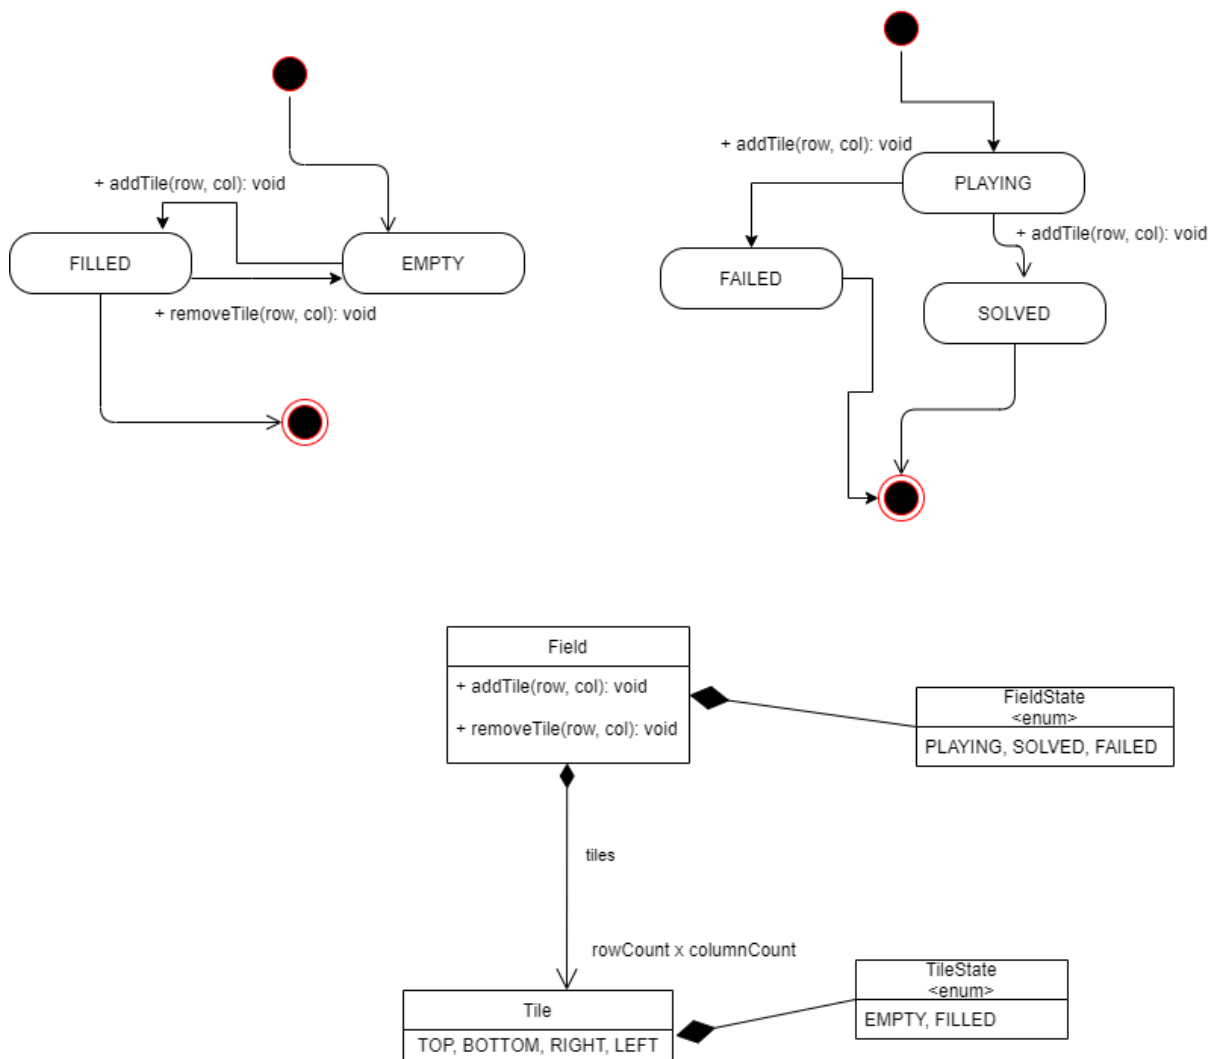 + addTile(row, col): void
FILLED
EMPTY
+ removeTile(row, col): void
+ addTile(row, col): void
PLAYING
+ addTile(row, col): void
FAILED
SOLVED
Field
+ addTile(row, col): void
+ removeTile(row, col): void
FieldState
<enum>
PLAYING, SOLVED, FAILED
tiles
rowCount x columnCount
TileState
<enum>
EMPTY, FILLED
Tile
TOP, BOTTOM, RIGHT, LEFT